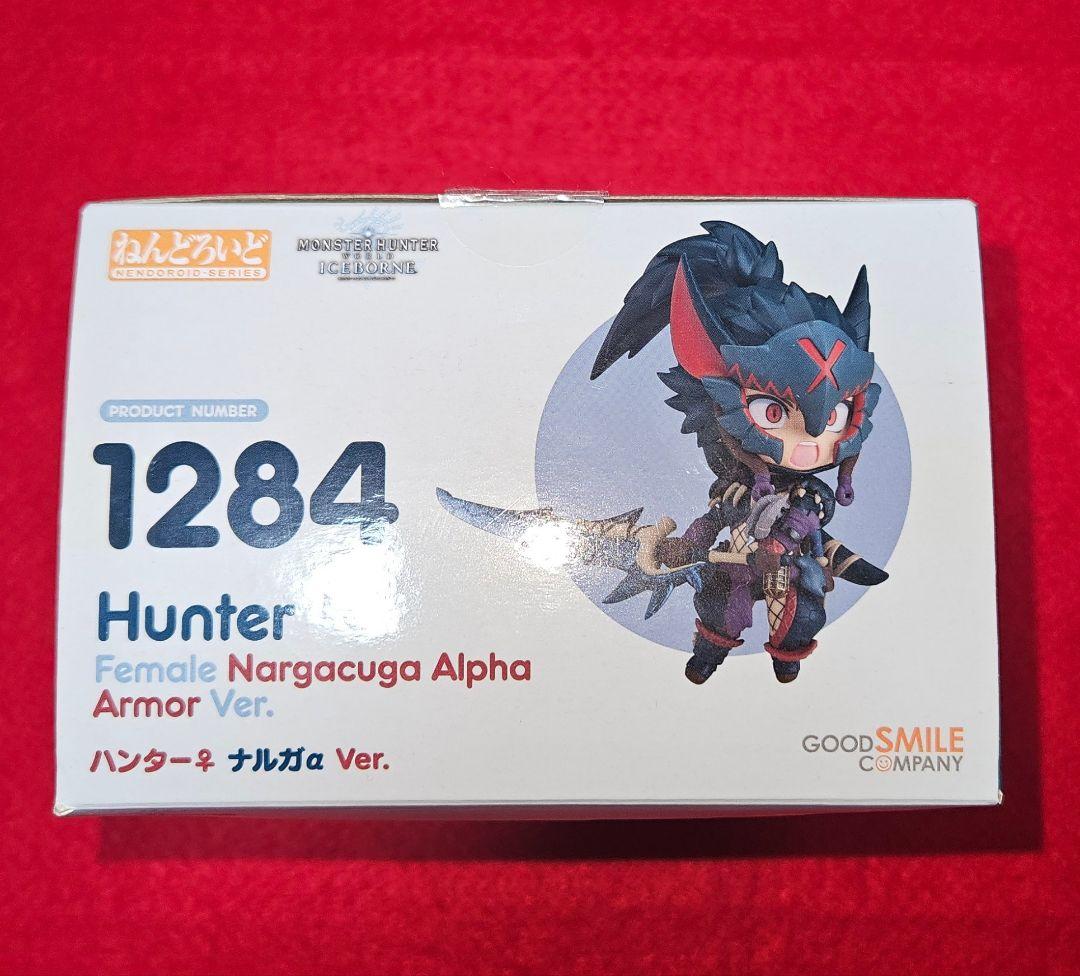 ねんどろいど
NENDOROID-SERIES
MONSTER HUNTER
WORLD
ICEBORNE
PRODUCT NUMBER
1284
Hunter
Female Nargacuga Alpha
Armor Ver.
ハンター♀ ナルガα Ver.
GOOD SMILE
COMPANY